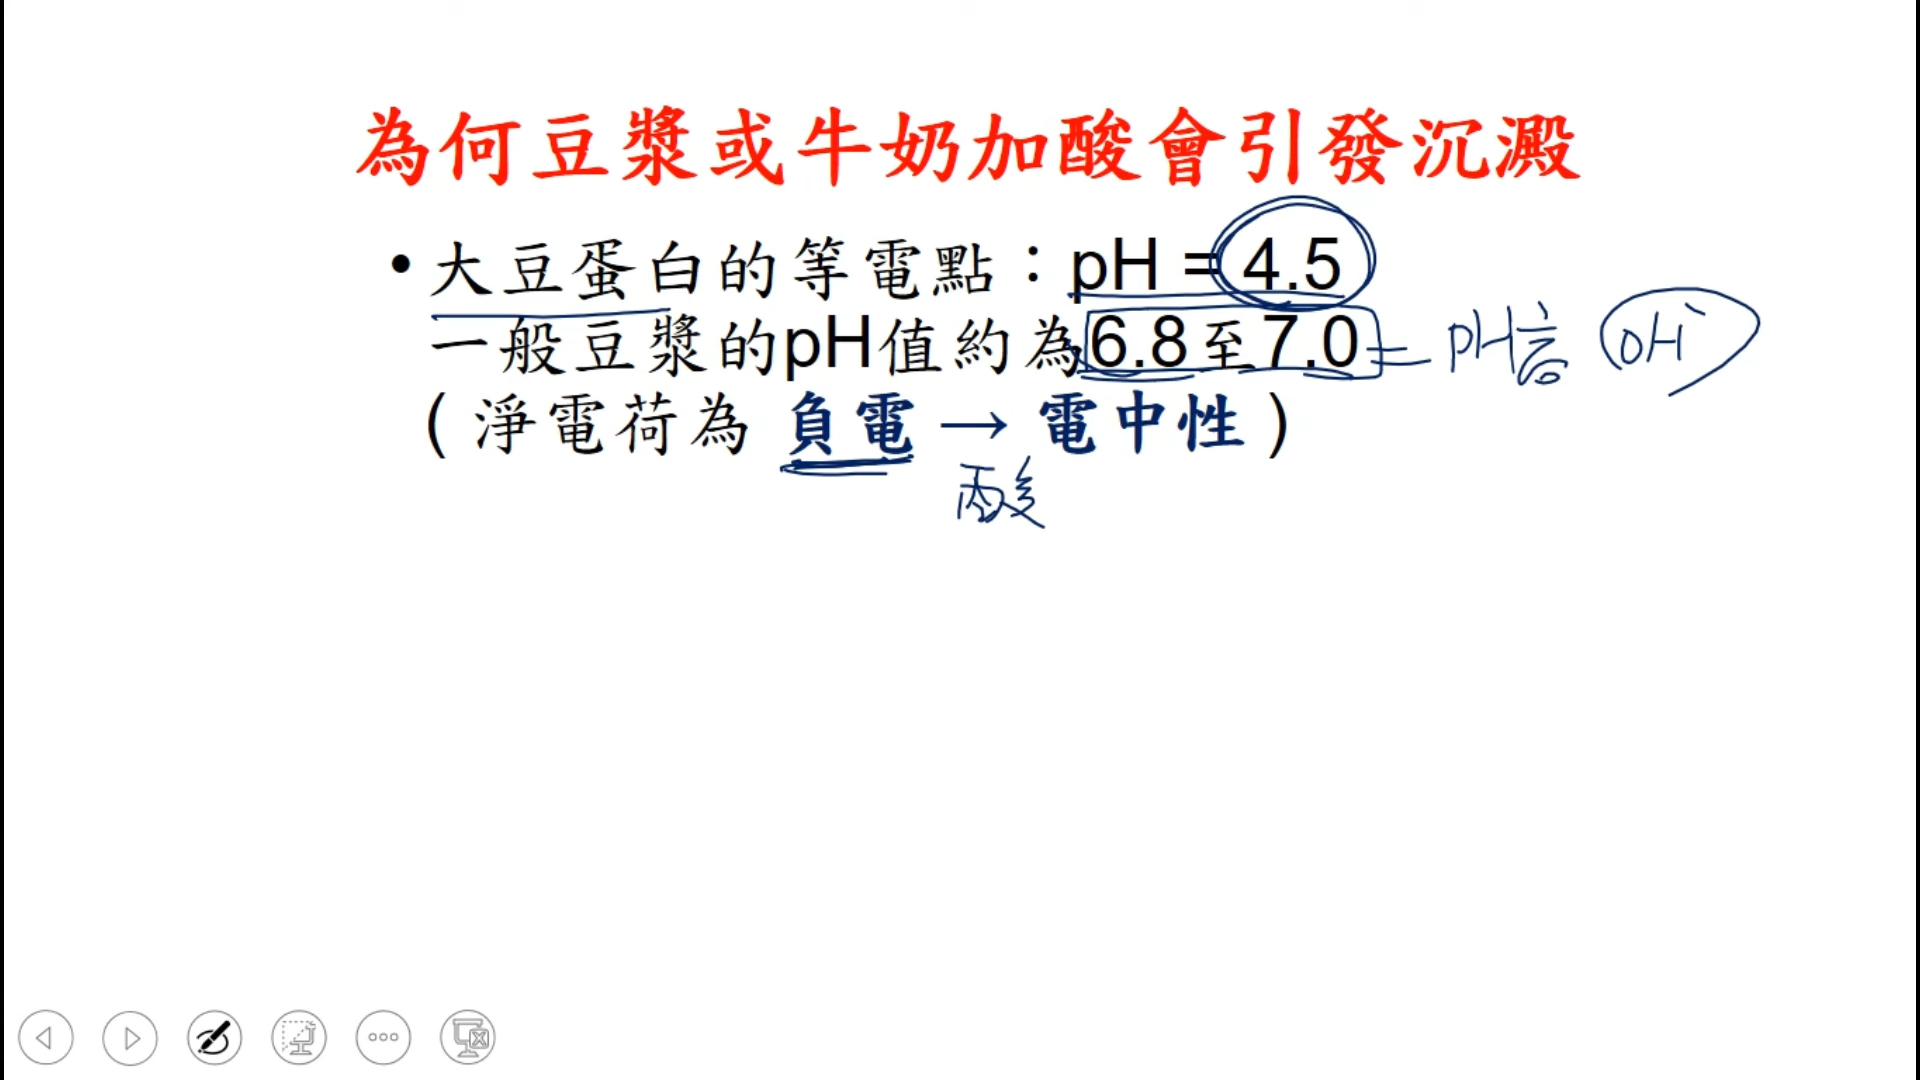 為何豆漿或牛奶加酸會引發沉澱
• 大豆蛋白的等電點：pH = 4.5
一般豆漿的pH值約為6.8至7.0 = pH高 OH⁻
( 淨電荷為 負電 → 電中性 )
酸